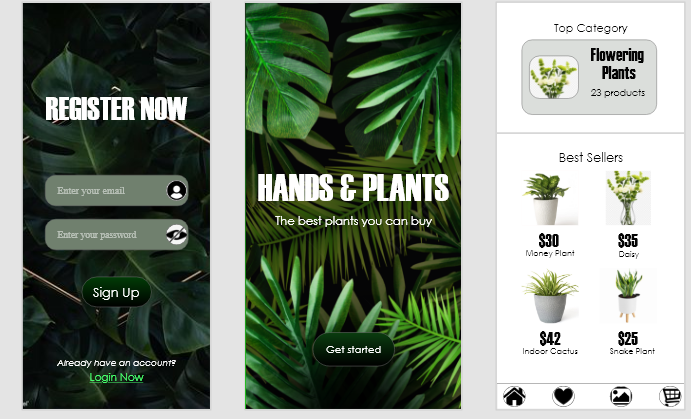 REGISTER NOW
Enter your email
Enter your password
Sign Up
Already have an account?
Login Now
HANDS & PLANTS
The best plants you can buy
Get started
Top Category
Flowering
Plants
23 products
Best Sellers
$30
Money Plant
$35
Daisy
$42
Indoor Cactus
$25
Snake Plant